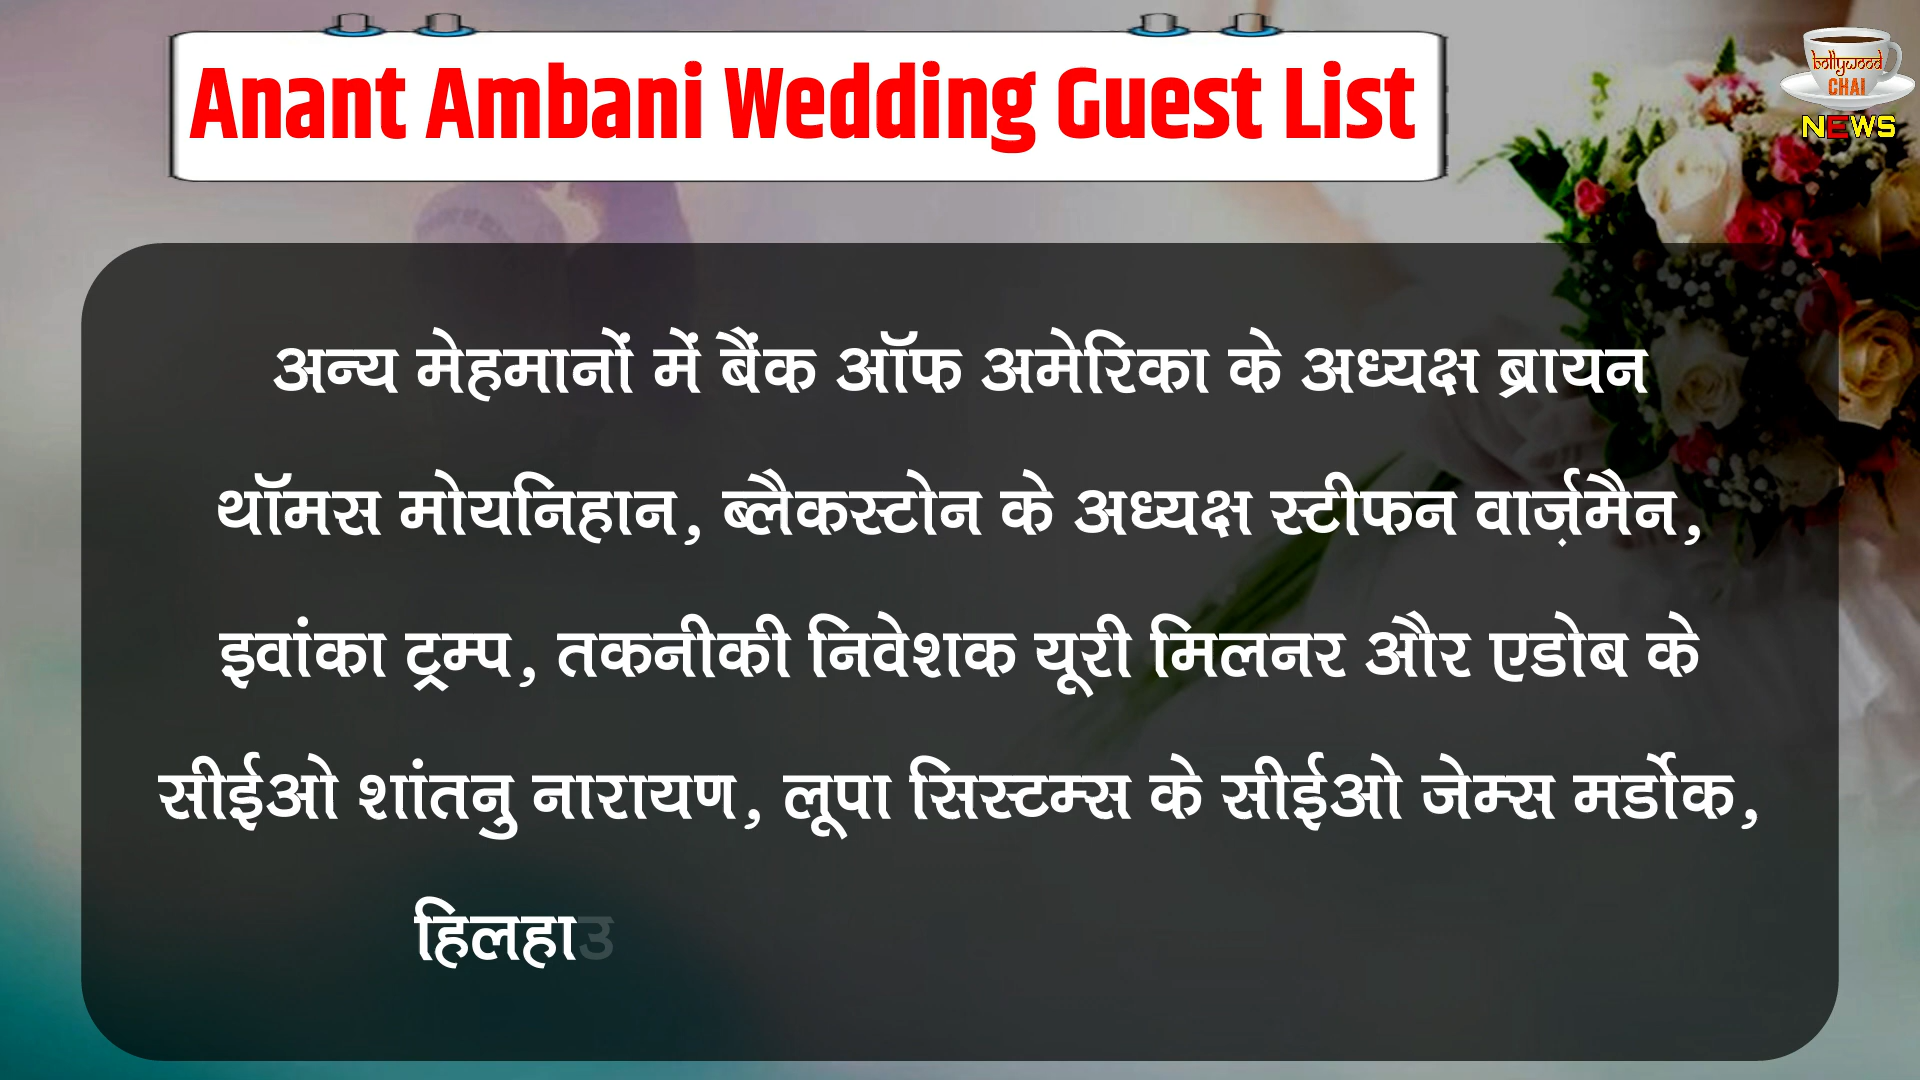 Anant Ambani Wedding Guest List
bollywood
CHAI
NEWS
अन्य मेहमानों में बैंक ऑफ अमेरिका के अध्यक्ष ब्रायन
थॉमस मोयनिहान, ब्लैकस्टोन के अध्यक्ष स्टीफन वार्ज़मैन,
इवांका ट्रम्प, तकनीकी निवेशक यूरी मिलनर और एडोब के
सीईओ शांतनु नारायण, लूपा सिस्टम्स के सीईओ जेम्स मर्डोक,
हिलहाउ